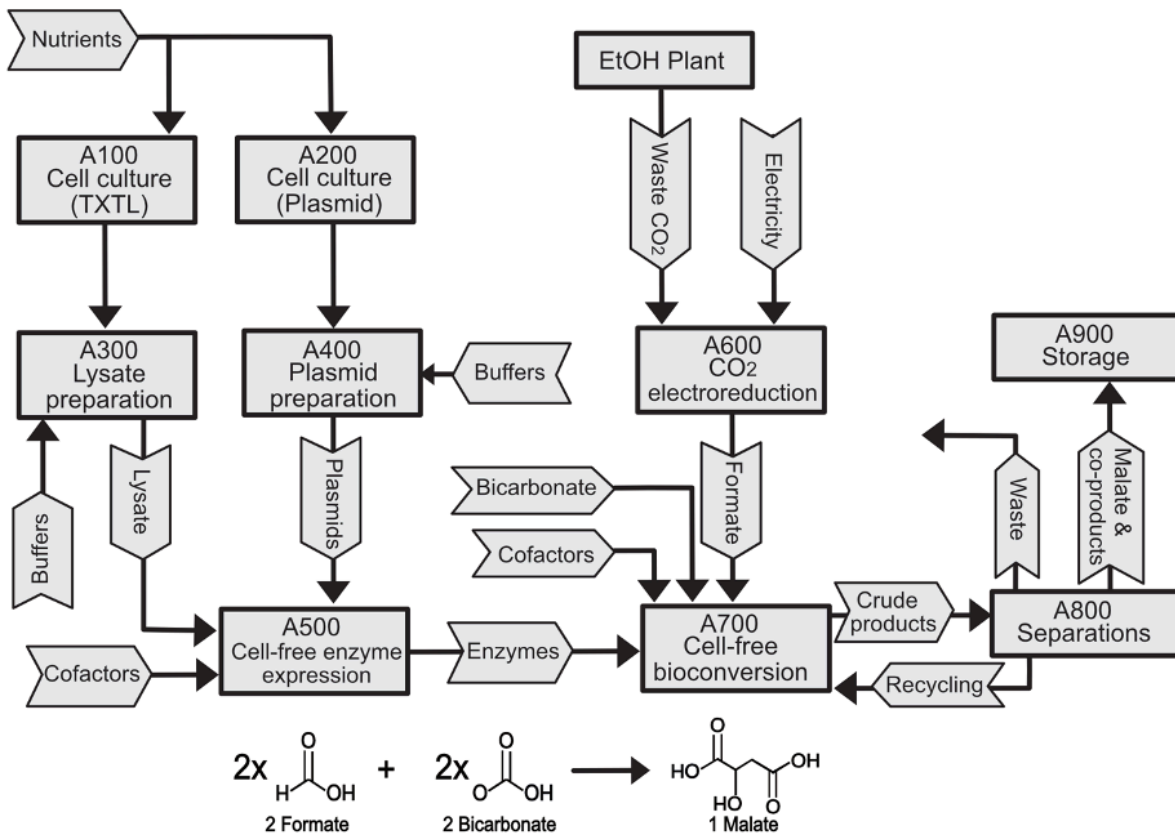 Nutrients
EtOH Plant
A100
Cell culture
(TXTL)
A200
Cell culture
(Plasmid)
Waste CO₂
Electricity
A300
Lysate
preparation
A400
Plasmid
preparation
Buffers
A600
CO₂
electroreduction
A900
Storage
Buffers
Lysate
Plasmids
Bicarbonate
Cofactors
Formate
Waste
Malate &
co-products
Cofactors
A500
Cell-free enzyme
expression
Enzymes
A700
Cell-free
bioconversion
Crude
products
A800
Separations
Recycling
2x
O
H
OH
2 Formate
+
2x
O
O
OH
2 Bicarbonate
O
HO
HO
O
OH
1 Malate